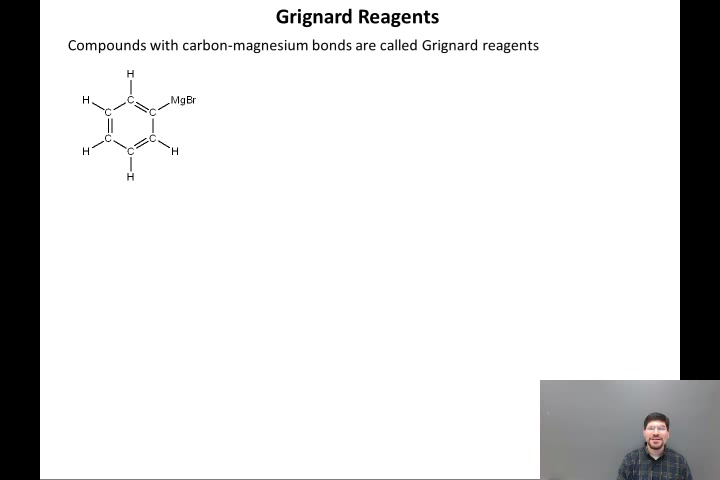 Grignard Reagents
Compounds with carbon-magnesium bonds are called Grignard reagents
H
H C MgBr
C C
C C
H C H
H